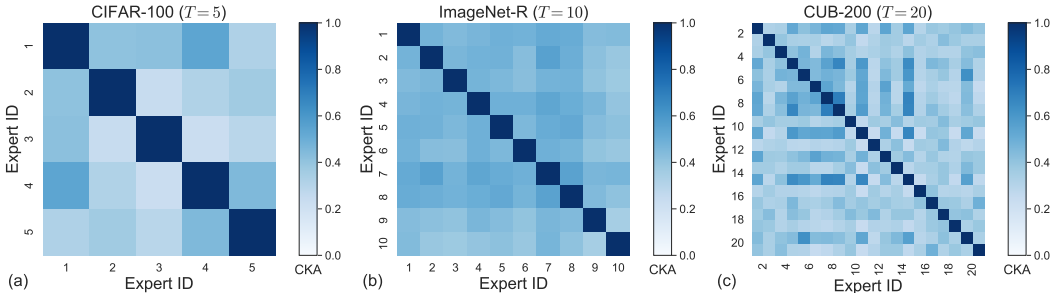 CIFAR-100 (T = 5)
Expert ID
1
2
3
4
5
1 2 3 4 5
Expert ID
(a)
1.0
0.8
0.6
0.4
0.2
0.0
CKA
ImageNet-R (T = 10)
Expert ID
1
2
3
4
5
6
7
8
9
10
1 2 3 4 5 6 7 8 9 10
Expert ID
(b)
1.0
0.8
0.6
0.4
0.2
0.0
CKA
CUB-200 (T = 20)
Expert ID
2
4
6
8
10
12
14
16
18
20
2 4 6 8 10 12 14 16 18 20
Expert ID
(c)
1.0
0.8
0.6
0.4
0.2
0.0
CKA